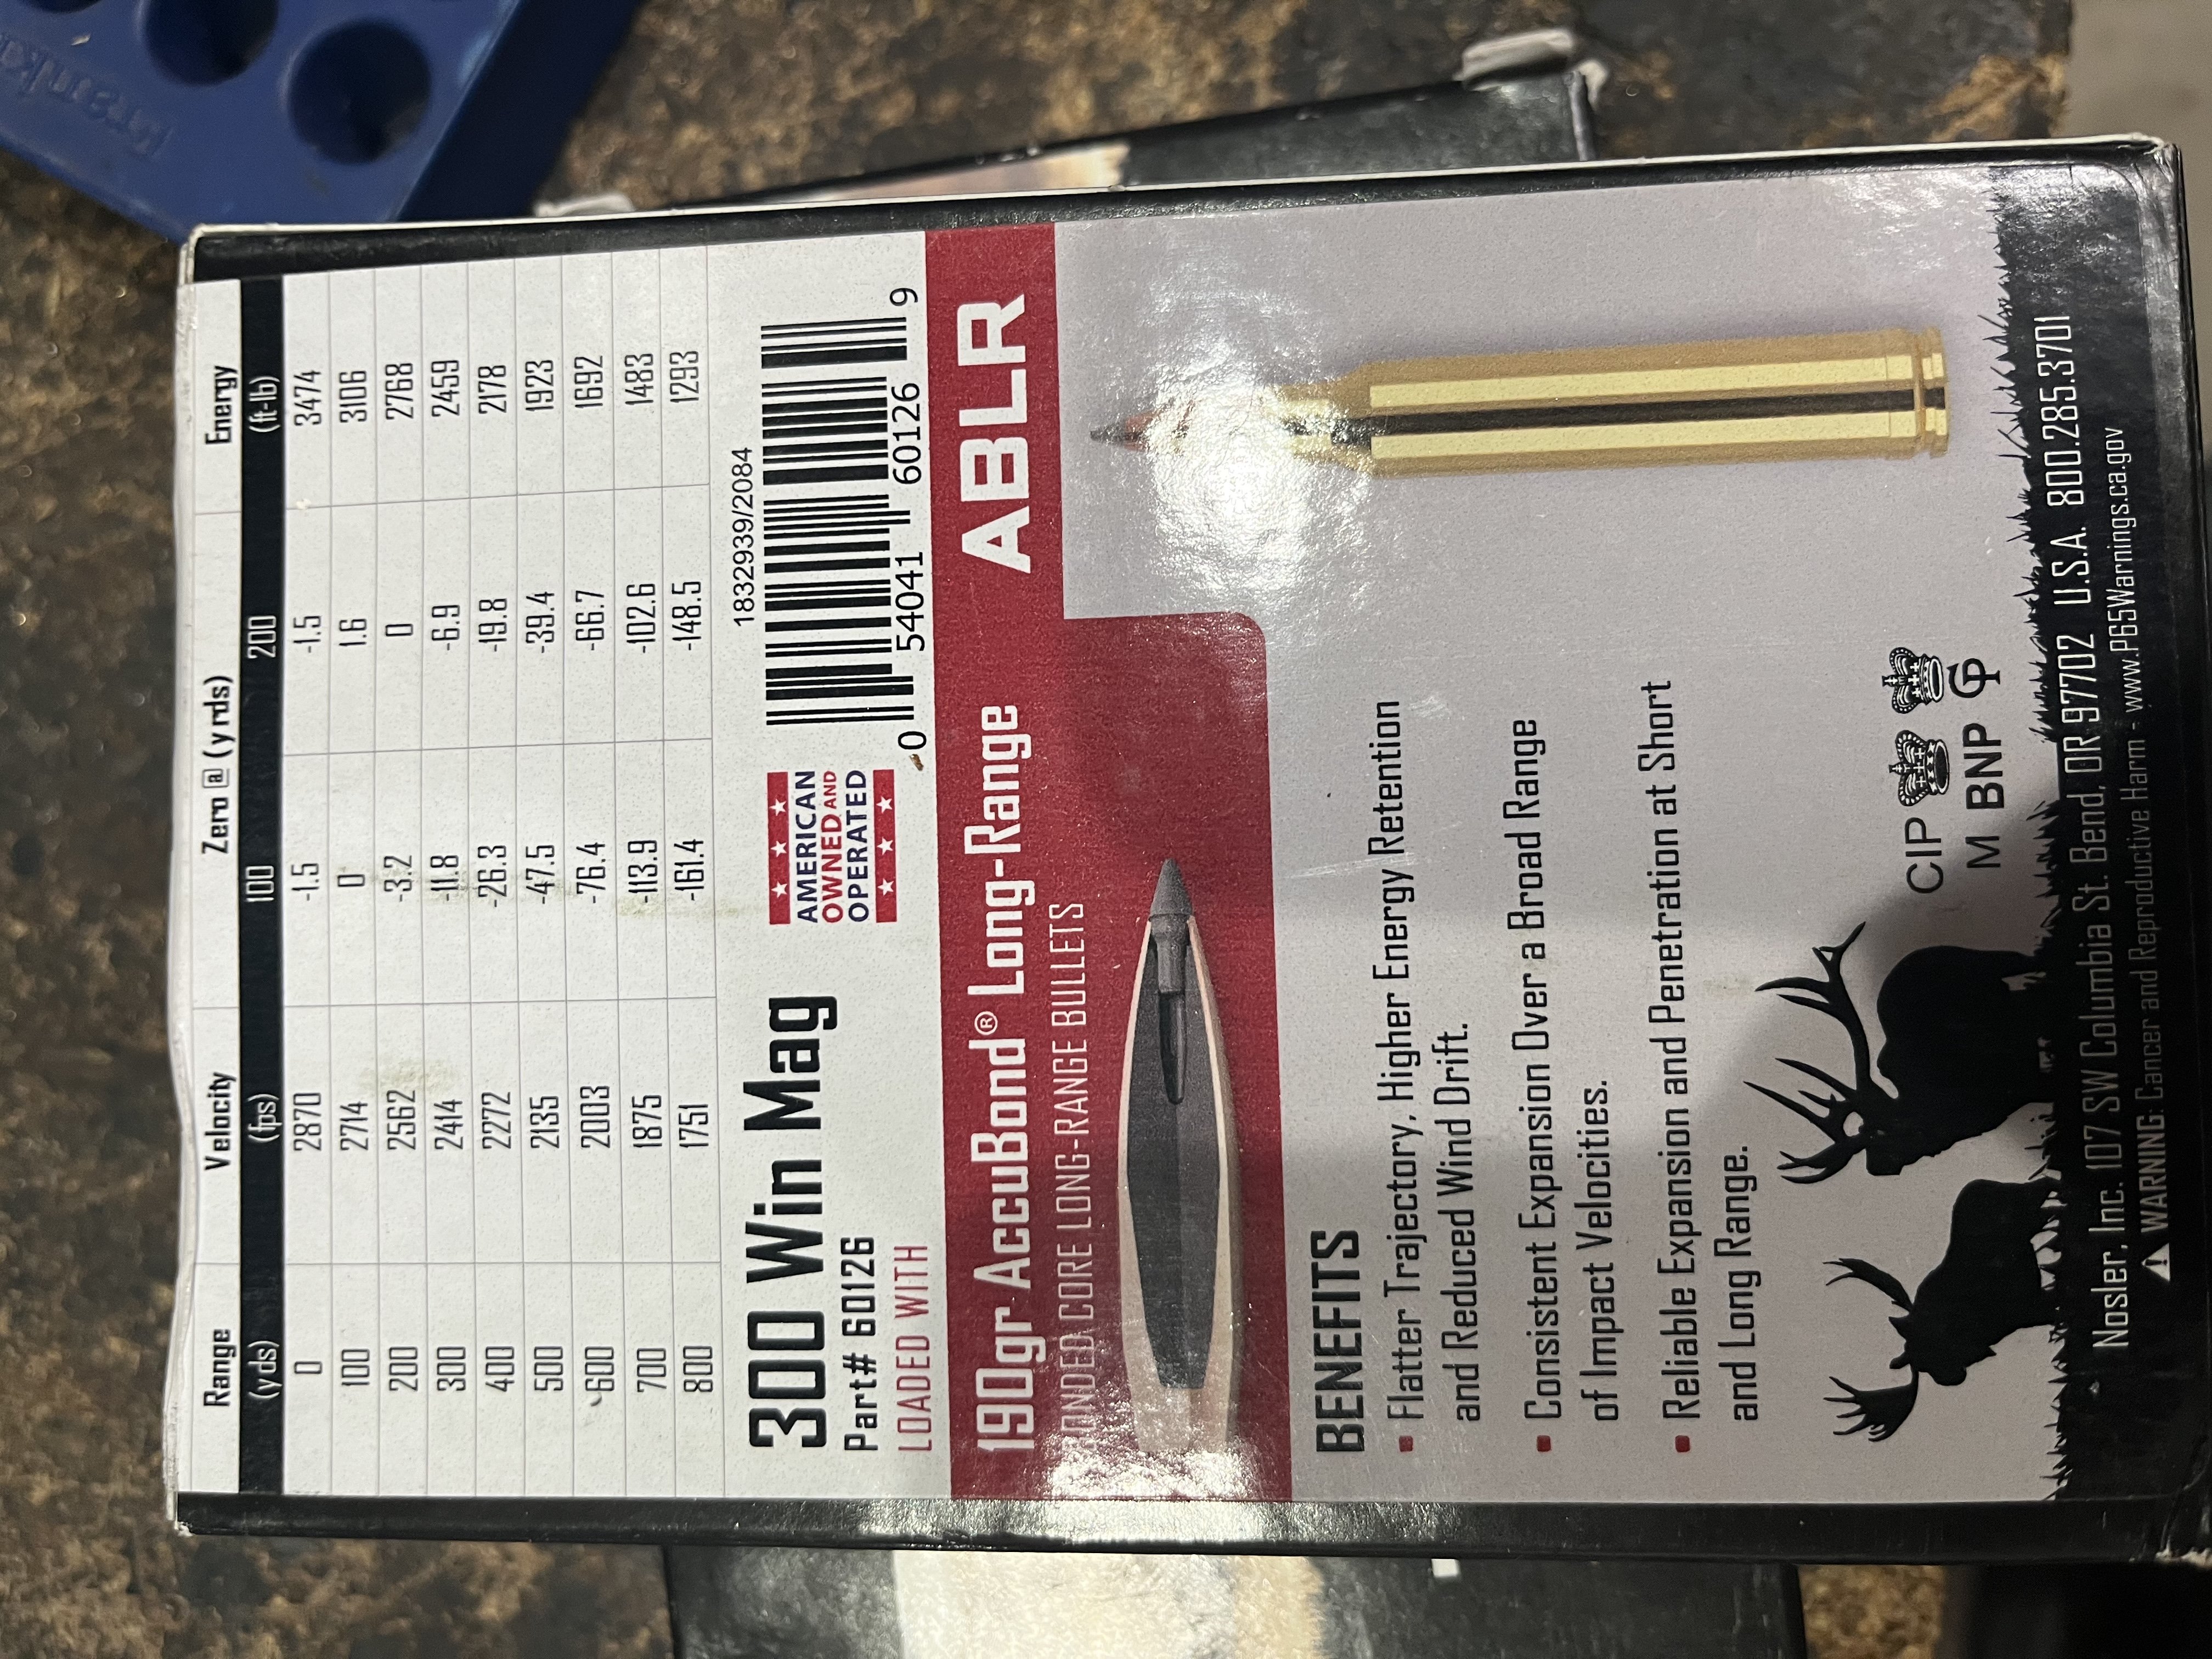 Range Velocity Zero @ (yrds) Energy
(yds) (fps) 100 200 (ft-lb)
0 2870 -1.5 -1.5 3474
100 2714 0 1.6 3106
200 2562 -3.2 0 2768
300 2414 -11.8 -6.9 2459
400 2272 -26.3 -19.8 2178
500 2135 -47.5 -39.4 1923
600 2003 -76.4 -66.7 1692
700 1875 -113.9 -102.6 1483
800 1751 -161.4 -148.5 1293
300 Win Mag
Part# 60126
LOADED WITH
AMERICAN
OWNED AND
OPERATED
1832939/2084
0 54041 60126 9
190gr AccuBond® Long-Range
BONDED CORE LONG-RANGE BULLETS
ABLR
BENEFITS
▪ Flatter Trajectory, Higher Energy Retention
and Reduced Wind Drift.
▪ Consistent Expansion Over a Broad Range
of Impact Velocities.
▪ Reliable Expansion and Penetration at Short
and Long Range.
CIP
M BNP GP
Nosler, Inc. 107 SW Columbia St. Bend, OR 97702 U.S.A. 800.285.3701
⚠ WARNING: Cancer and Reproductive Harm - www.P65Warnings.ca.gov